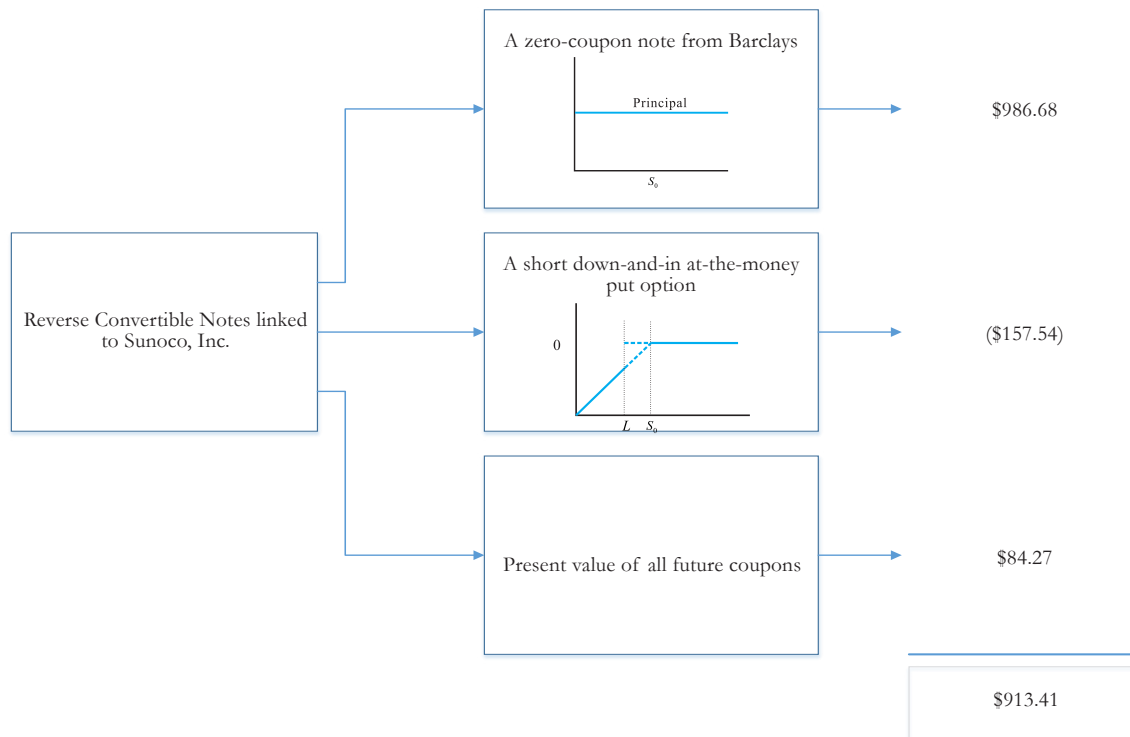 A zero-coupon note from Barclays
Principal
S₀
$986.68
Reverse Convertible Notes linked
to Sunoco, Inc.
A short down-and-in at-the-money
put option
0
L S₀
($157.54)
Present value of all future coupons
$84.27
$913.41